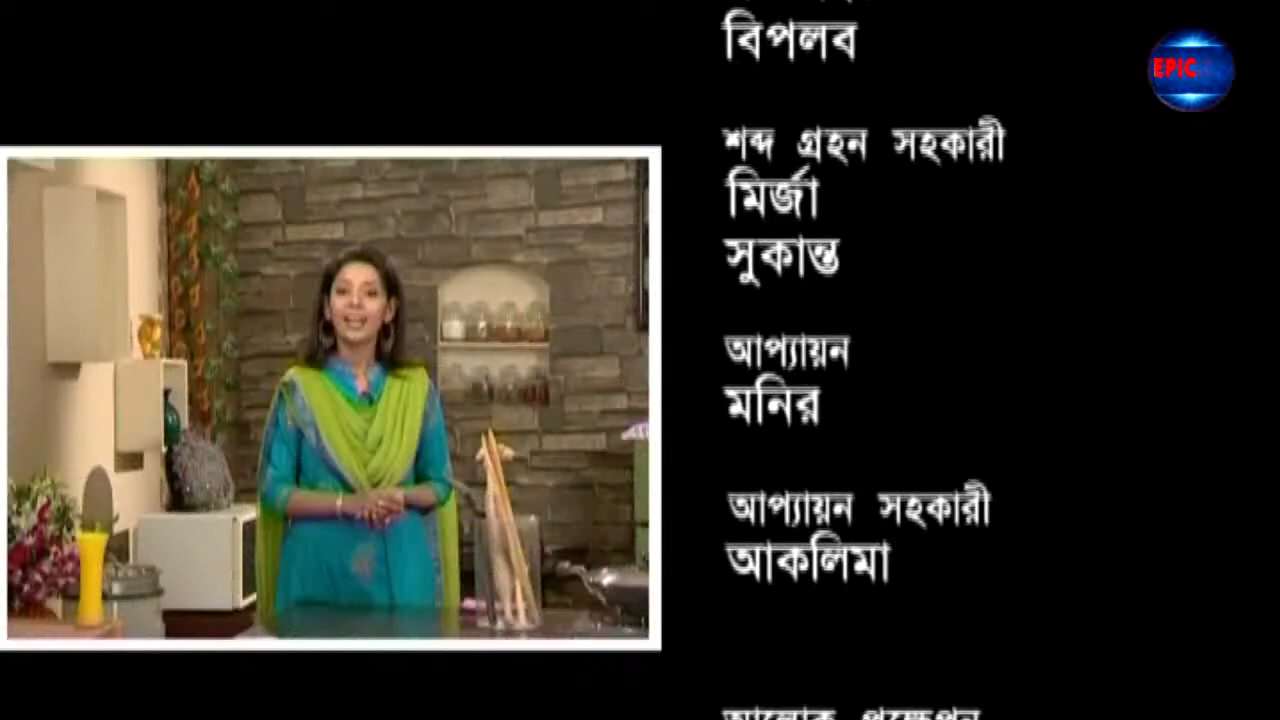 বিপলব
EPIC
শব্দ গ্রহন সহকারী
মির্জা
সুকান্ত
আপ্যায়ন
মনির
আপ্যায়ন সহকারী
আকলিমা